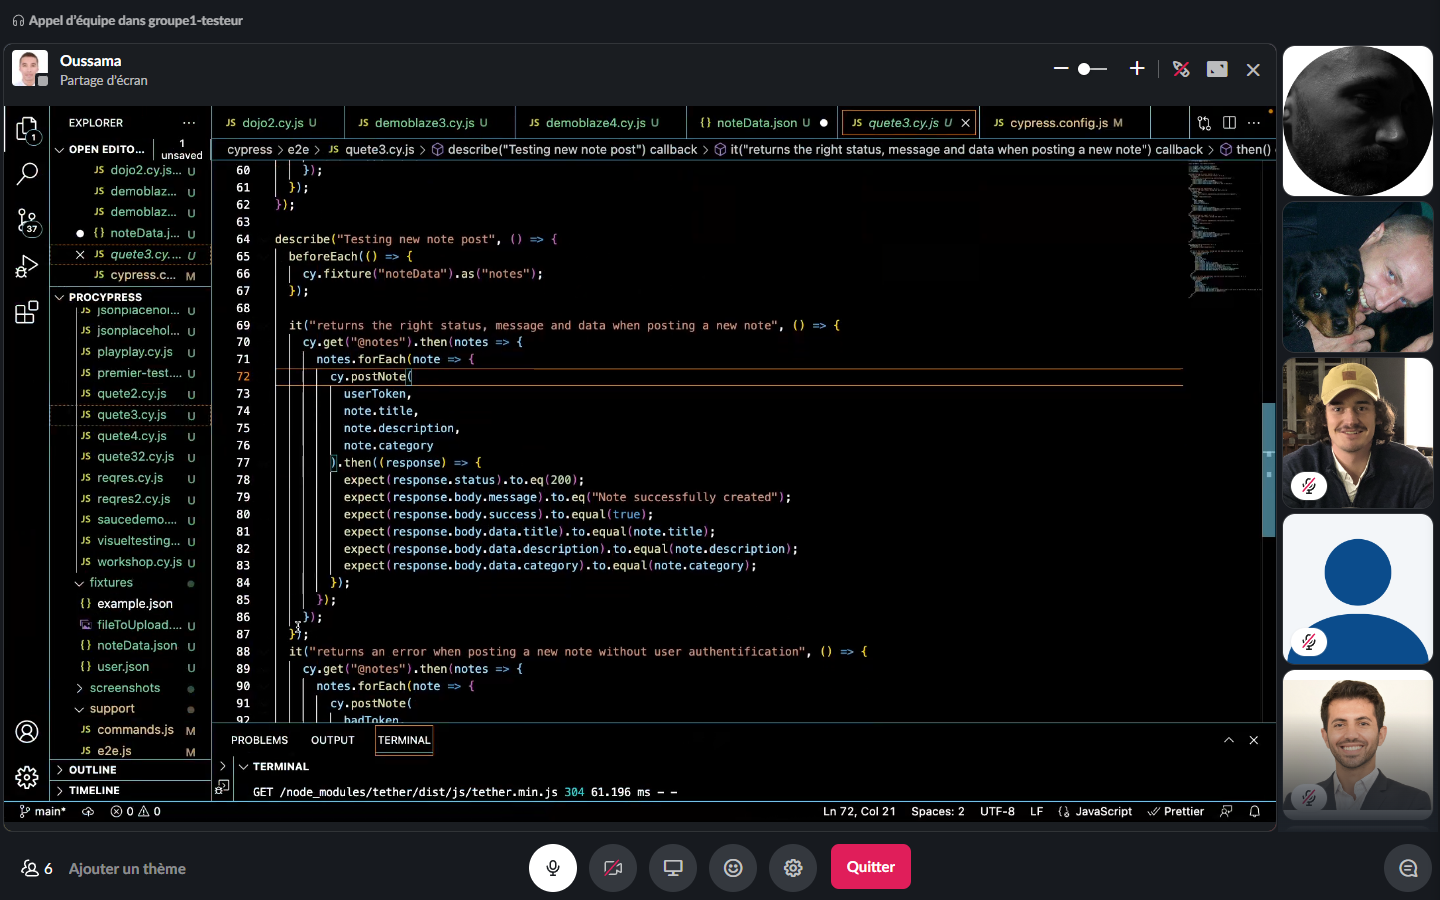 Appel d'équipe dans groupe1-testeur
Oussama
Partage d'écran
EXPLORER
JS dojo2.cy.js U
JS demoblaze3.cy.js U
JS demoblaze4.cy.js U
{} noteData.json U
JS quete3.cy.js U
JS cypress.config.js M
OPEN EDITO...
1 unsaved
cypress > e2e > JS quete3.cy.js > describe("Testing new note post") callback > it("returns the right status, message and data when posting a new note") callback > then()
JS dojo2.cy.js... U
JS demoblaz... U
JS demoblaz... U
{} noteData.j... U
JS quete3.cy.... U
JS cypress.c... M
PROCYPRESS
JS jsonplacehol... U
JS jsonplacehol... U
JS playplay.cy.js U
JS premier-test.... U
JS quete2.cy.js U
JS quete3.cy.js U
JS quete4.cy.js U
JS quete32.cy.js U
JS reqres.cy.js U
JS reqres2.cy.js U
JS saucedemo.... U
JS visueltesting... U
JS workshop.cy.js U
fixtures
{} example.json
fileToUpload.... U
{} noteData.json U
{} user.json U
screenshots
support
JS commands.js M
JS e2e.js M
OUTLINE
TIMELINE
1
37
60 });
61 });
62 });
63
64 describe("Testing new note post", () => {
65 beforeEach(() => {
66 cy.fixture("noteData").as("notes");
67 });
68
69 it("returns the right status, message and data when posting a new note", () => {
70 cy.get("@notes").then(notes => {
71 notes.forEach(note => {
72 cy.postNote(
73 userToken,
74 note.title,
75 note.description,
76 note.category
77 ).then((response) => {
78 expect(response.status).to.eq(200);
79 expect(response.body.message).to.eq("Note successfully created");
80 expect(response.body.success).to.equal(true);
81 expect(response.body.data.title).to.equal(note.title);
82 expect(response.body.data.description).to.equal(note.description);
83 expect(response.body.data.category).to.equal(note.category);
84 });
85 });
86 });
87 });
88 it("returns an error when posting a new note without user authentification", () => {
89 cy.get("@notes").then(notes => {
90 notes.forEach(note => {
91 cy.postNote(
92 badToken,
PROBLEMS OUTPUT TERMINAL
TERMINAL
GET /node_modules/tether/dist/js/tether.min.js 304 61.196 ms - -
main* 0 0 Ln 72, Col 21 Spaces: 2 UTF-8 LF {} JavaScript Prettier
6 Ajouter un thème
Quitter